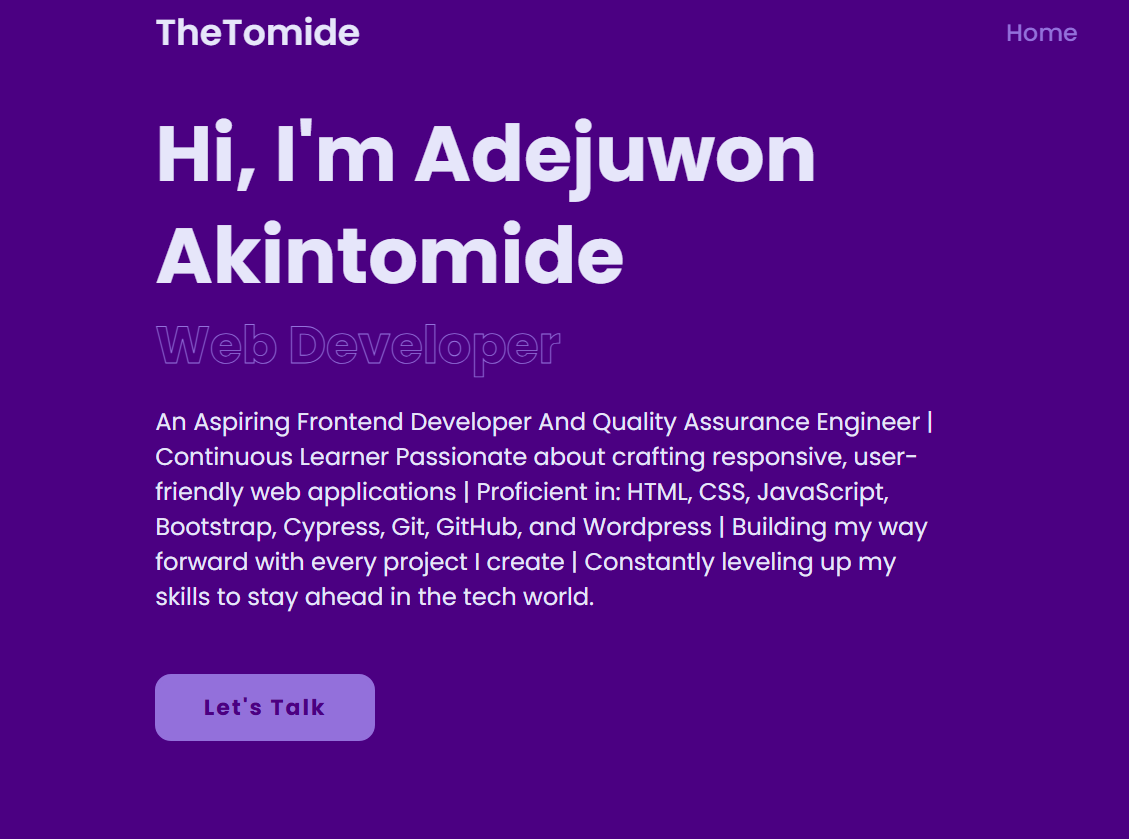 TheTomide
Home
Hi, I'm Adejuwon
Akintomide
Web Developer
An Aspiring Frontend Developer And Quality Assurance Engineer |
Continuous Learner Passionate about crafting responsive, user-
friendly web applications | Proficient in: HTML, CSS, JavaScript,
Bootstrap, Cypress, Git, GitHub, and Wordpress | Building my way
forward with every project I create | Constantly leveling up my
skills to stay ahead in the tech world.
Let's Talk